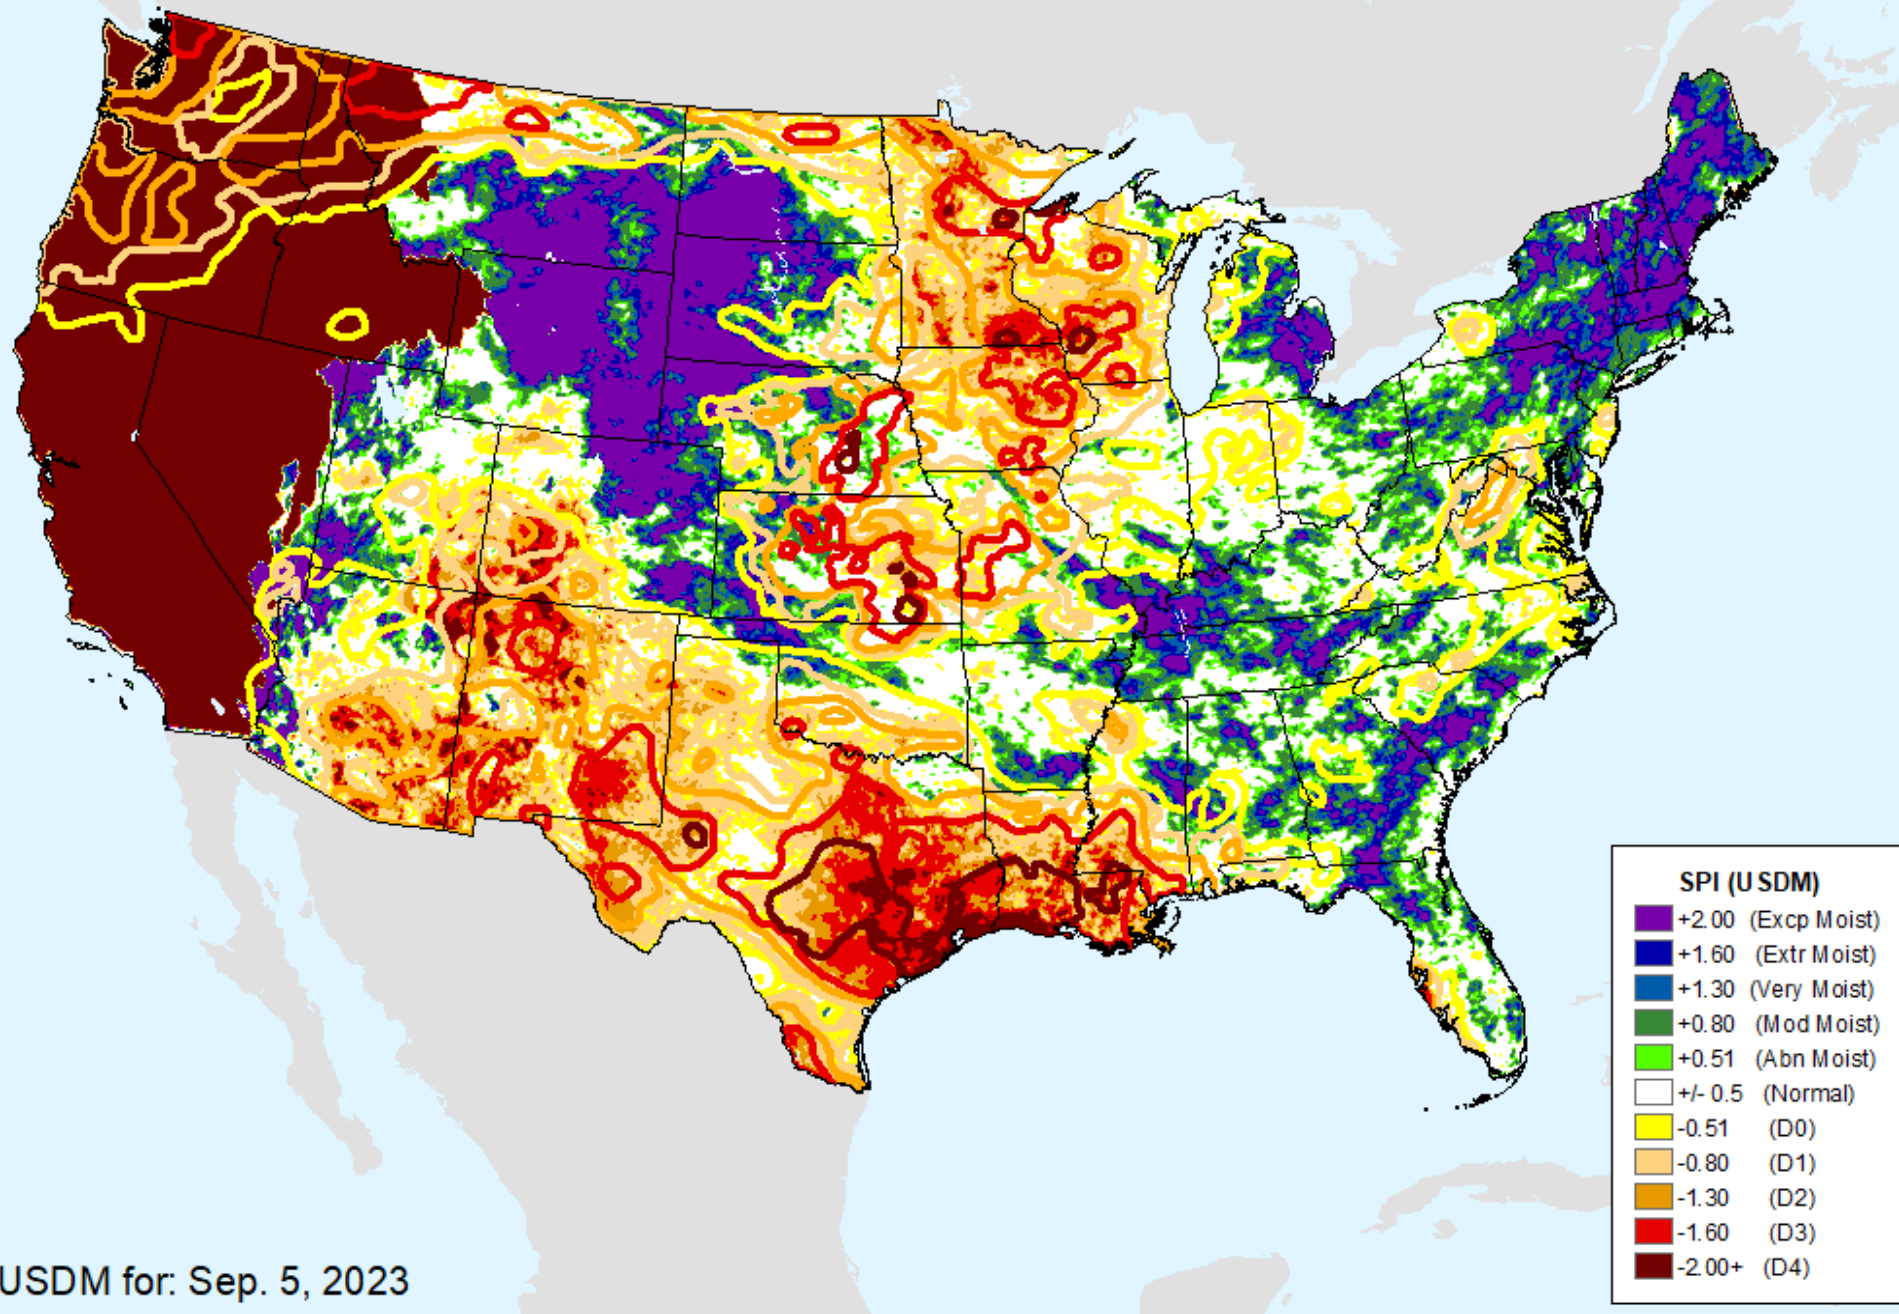 SPI (USDM)
+2.00 (Excp Moist)
+1.60 (Extr Moist)
+1.30 (Very Moist)
+0.80 (Mod Moist)
+0.51 (Abn Moist)
+/- 0.5 (Normal)
-0.51 (D0)
-0.80 (D1)
-1.30 (D2)
-1.60 (D3)
-2.00+ (D4)
USDM for: Sep. 5, 2023